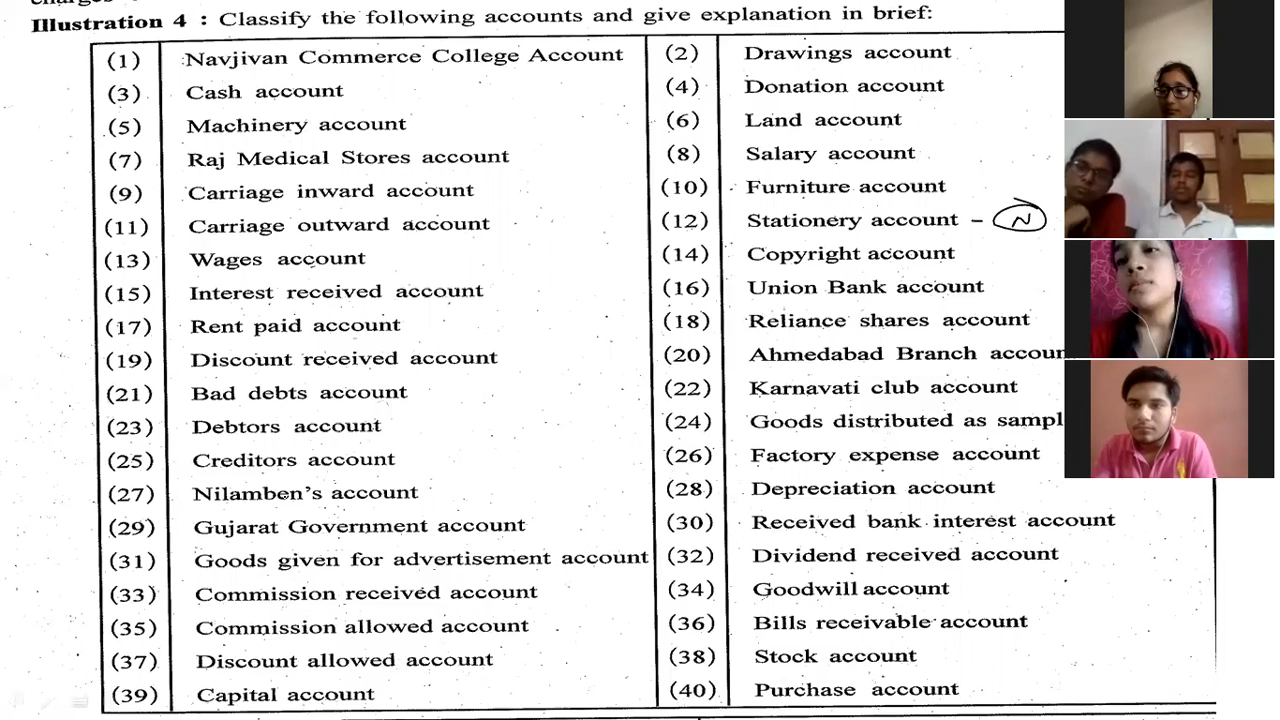 Illustration 4 : Classify the following accounts and give explanation in brief:
(1) Navjivan Commerce College Account (2) Drawings account
(3) Cash account (4) Donation account
(5) Machinery account (6) Land account
(7) Raj Medical Stores account (8) Salary account
(9) Carriage inward account (10) Furniture account
(11) Carriage outward account (12) Stationery account - N
(13) Wages account (14) Copyright account
(15) Interest received account (16) Union Bank account
(17) Rent paid account (18) Reliance shares account
(19) Discount received account (20) Ahmedabad Branch accoun
(21) Bad debts account (22) Karnavati club account
(23) Debtors account (24) Goods distributed as sampl
(25) Creditors account (26) Factory expense account
(27) Nilamben's account (28) Depreciation account
(29) Gujarat Government account (30) Received bank interest account
(31) Goods given for advertisement account (32) Dividend received account
(33) Commission received account (34) Goodwill account
(35) Commission allowed account (36) Bills receivable account
(37) Discount allowed account (38) Stock account
(39) Capital account (40) Purchase account